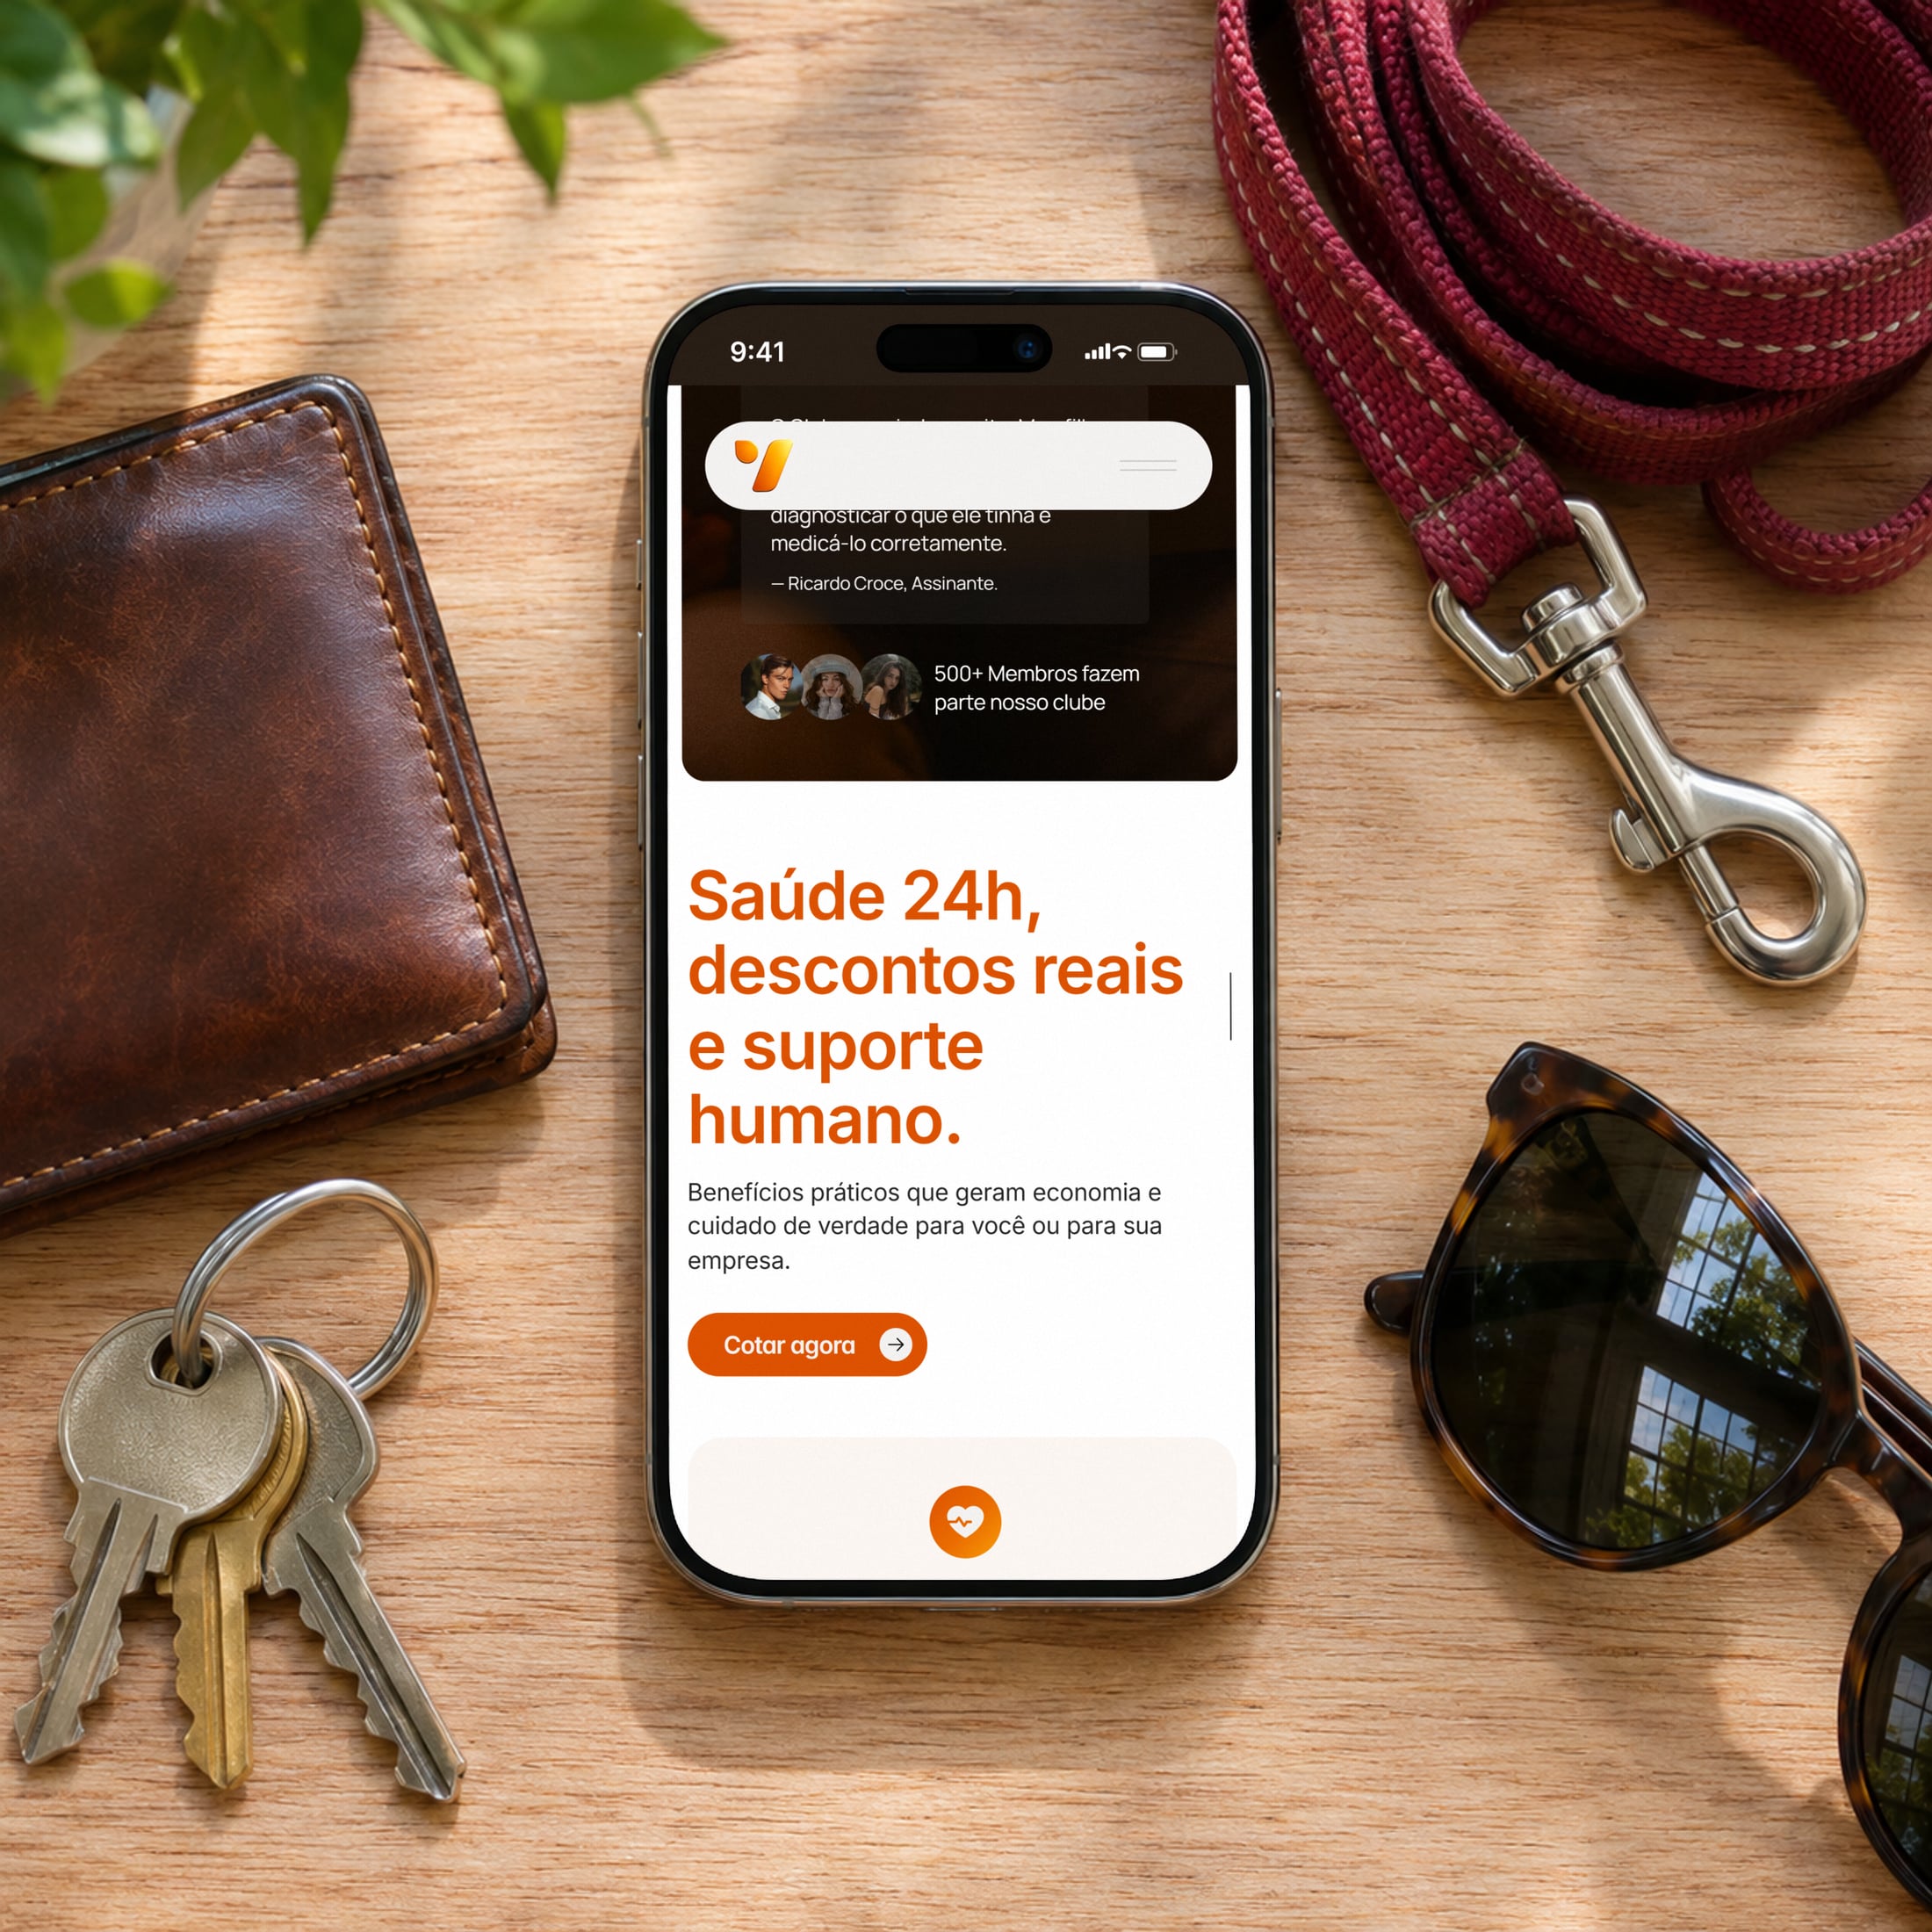 9:41
diagnosticar o que ele tinha e
medicá-lo corretamente.
— Ricardo Croce, Assinante.
500+ Membros fazem
parte nosso clube
Saúde 24h,
descontos reais
e suporte
humano.
Benefícios práticos que geram economia e
cuidado de verdade para você ou para sua
empresa.
Cotar agora